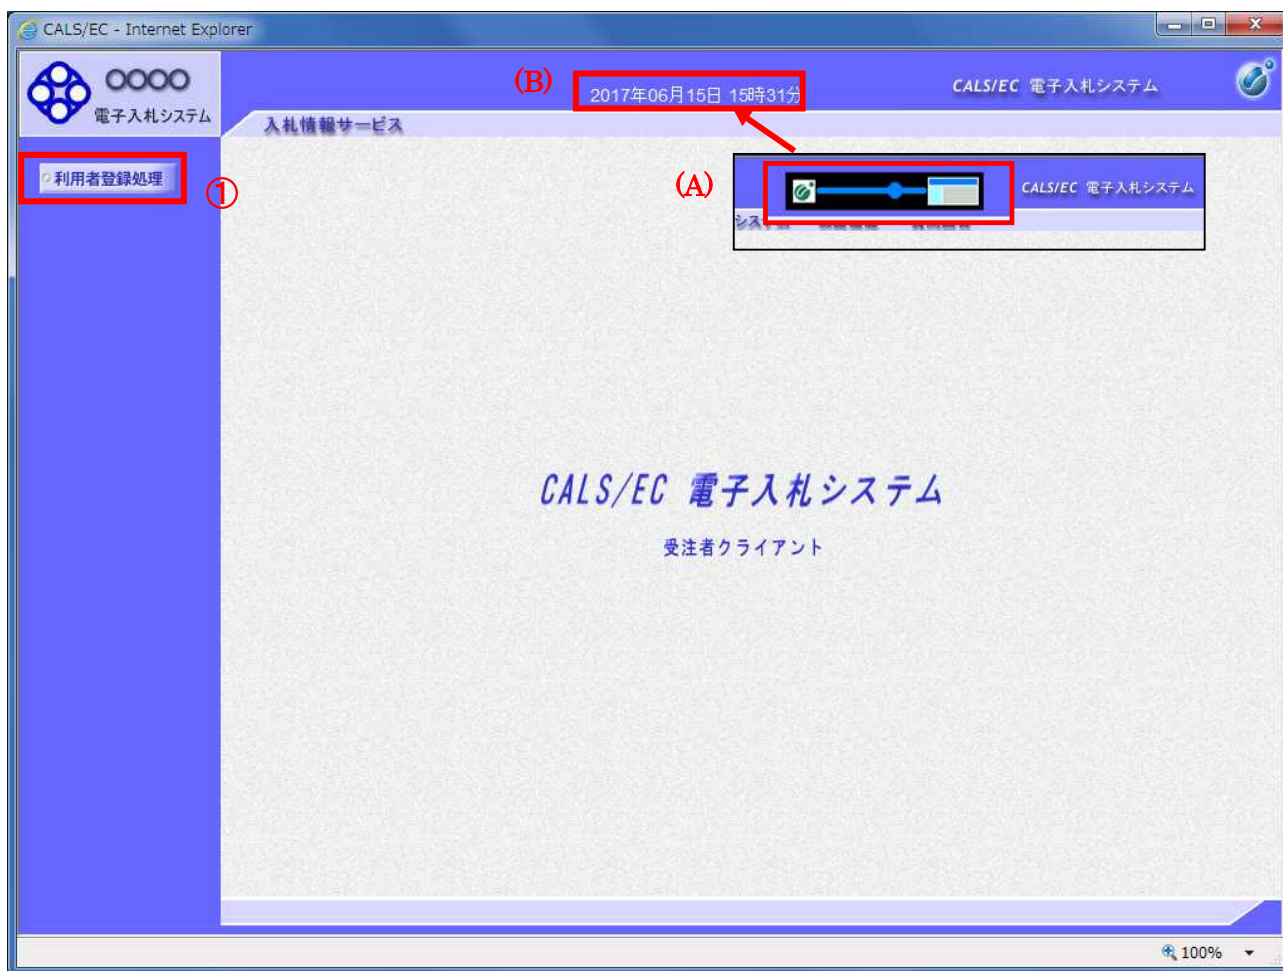 CALS/EC - Internet Explorer
○○○○
電子入札システム
(B)
2017年06月15日 15時31分
CALS/EC 電子入札システム
入札情報サービス
利用者登録処理
①
(A)
CALS/EC 電子入札システム
CALS/EC 電子入札システム
受注者クライアント
100%